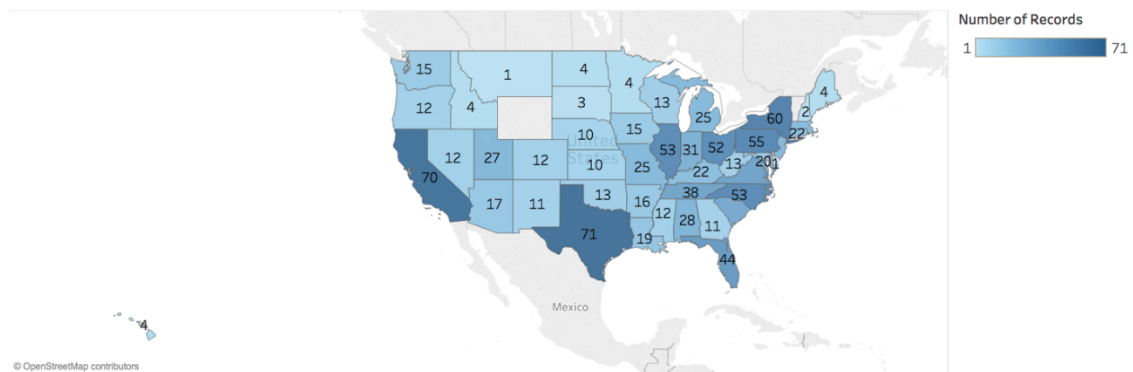 Number of Records
1 71
15 1 4 4 13 25 4 2
12 4 3 60 22
12 27 12 10 15 53 31 52 55
United
States
70 10 25 22 13 20 1
17 11 13 16 38 53
71 19 12 28 11
44
Mexico
4
© OpenStreetMap contributors